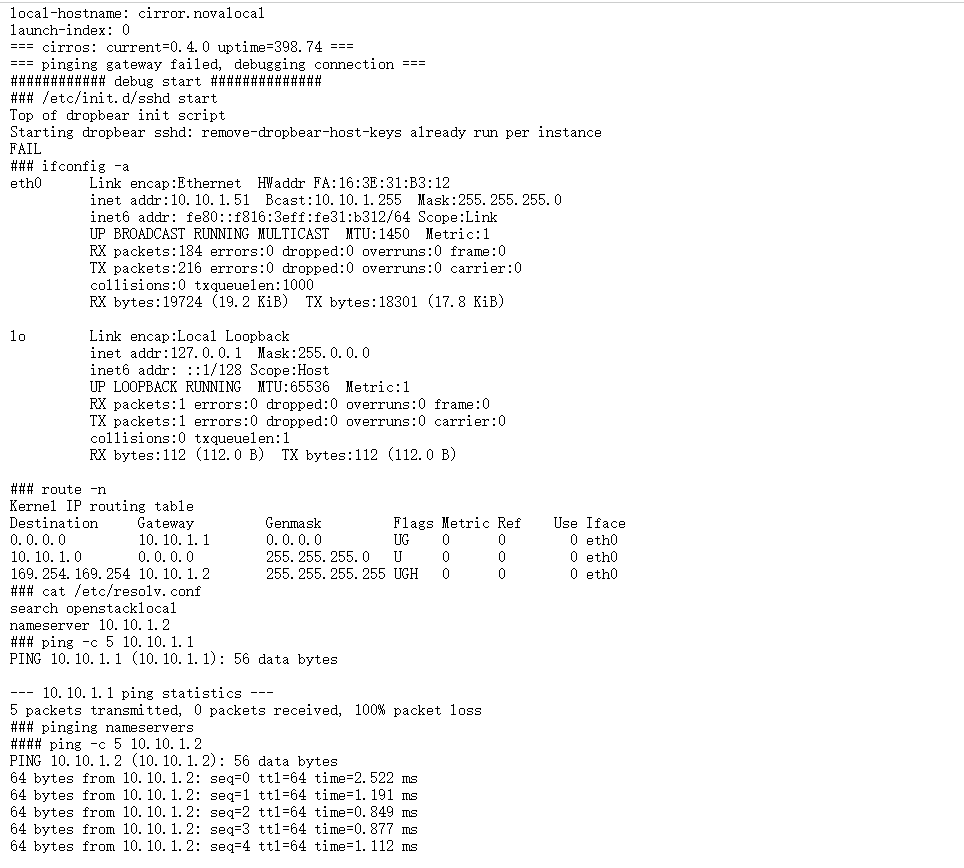 local-hostname: cirror.novalocal
launch-index: 0
=== cirros: current=0.4.0 uptime=398.74 ===
=== pinging gateway failed, debugging connection ===
############ debug start ##############
### /etc/init.d/sshd start
Top of dropbear init script
Starting dropbear sshd: remove-dropbear-host-keys already run per instance
FAIL
### ifconfig -a
eth0      Link encap:Ethernet  HWaddr FA:16:3E:31:B3:12
          inet addr:10.10.1.51  Bcast:10.10.1.255  Mask:255.255.255.0
          inet6 addr: fe80::f816:3eff:fe31:b312/64 Scope:Link
          UP BROADCAST RUNNING MULTICAST  MTU:1450  Metric:1
          RX packets:184 errors:0 dropped:0 overruns:0 frame:0
          TX packets:216 errors:0 dropped:0 overruns:0 carrier:0
          collisions:0 txqueuelen:1000
          RX bytes:19724 (19.2 KiB)  TX bytes:18301 (17.8 KiB)

lo        Link encap:Local Loopback
          inet addr:127.0.0.1  Mask:255.0.0.0
          inet6 addr: ::1/128 Scope:Host
          UP LOOPBACK RUNNING  MTU:65536  Metric:1
          RX packets:1 errors:0 dropped:0 overruns:0 frame:0
          TX packets:1 errors:0 dropped:0 overruns:0 carrier:0
          collisions:0 txqueuelen:1
          RX bytes:112 (112.0 B)  TX bytes:112 (112.0 B)

### route -n
Kernel IP routing table
Destination     Gateway         Genmask         Flags Metric Ref    Use Iface
0.0.0.0         10.10.1.1       0.0.0.0         UG    0      0        0 eth0
10.10.1.0       0.0.0.0         255.255.255.0   U     0      0        0 eth0
169.254.169.254 10.10.1.2       255.255.255.255 UGH   0      0        0 eth0
### cat /etc/resolv.conf
search openstacklocal
nameserver 10.10.1.2
### ping -c 5 10.10.1.1
PING 10.10.1.1 (10.10.1.1): 56 data bytes

--- 10.10.1.1 ping statistics ---
5 packets transmitted, 0 packets received, 100% packet loss
### pinging nameservers
#### ping -c 5 10.10.1.2
PING 10.10.1.2 (10.10.1.2): 56 data bytes
64 bytes from 10.10.1.2: seq=0 ttl=64 time=2.522 ms
64 bytes from 10.10.1.2: seq=1 ttl=64 time=1.191 ms
64 bytes from 10.10.1.2: seq=2 ttl=64 time=0.849 ms
64 bytes from 10.10.1.2: seq=3 ttl=64 time=0.877 ms
64 bytes from 10.10.1.2: seq=4 ttl=64 time=1.112 ms